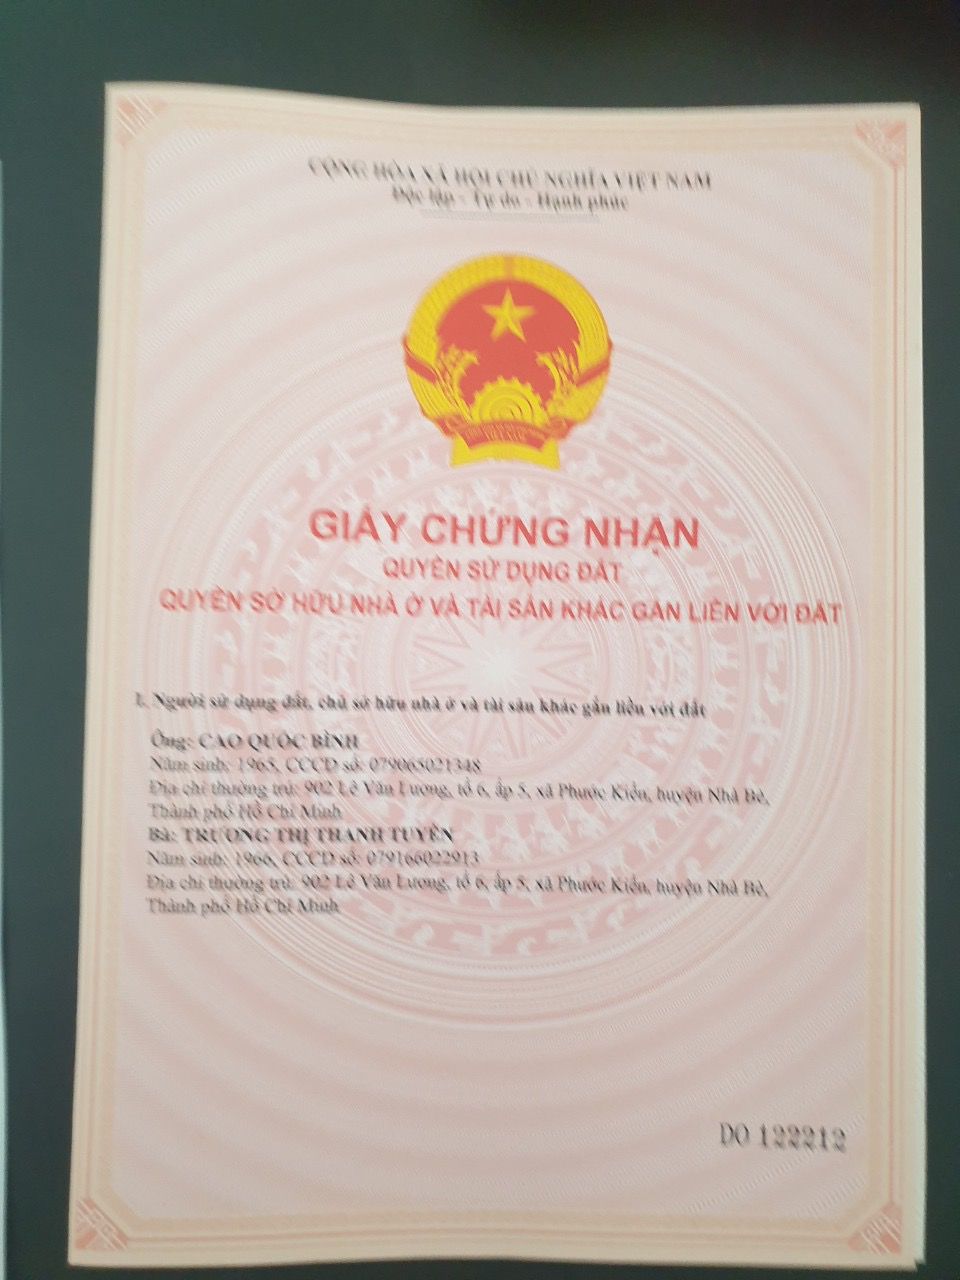 CỘNG HÒA XÃ HỘI CHỦ NGHĨA VIỆT NAM
Độc lập - Tự do - Hạnh phúc
GIẤY CHỨNG NHẬN
QUYỀN SỬ DỤNG ĐẤT
QUYỀN SỞ HỮU NHÀ Ở VÀ TÀI SẢN KHÁC GẮN LIỀN VỚI ĐẤT
I. Người sử dụng đất, chủ sở hữu nhà ở và tài sản khác gắn liền với đất
Ông: CAO QUỐC BÌNH
Năm sinh: 1965, CCCD số: 079065021348
Địa chỉ thường trú: 902 Lê Văn Lương, tổ 6, ấp 5, xã Phước Kiển, huyện Nhà Bè,
Thành phố Hồ Chí Minh
Bà: TRƯƠNG THỊ THANH TUYỀN
Năm sinh: 1966, CCCD số: 079166022913
Địa chỉ thường trú: 902 Lê Văn Lương, tổ 6, ấp 5, xã Phước Kiển, huyện Nhà Bè,
Thành phố Hồ Chí Minh
DO 122212